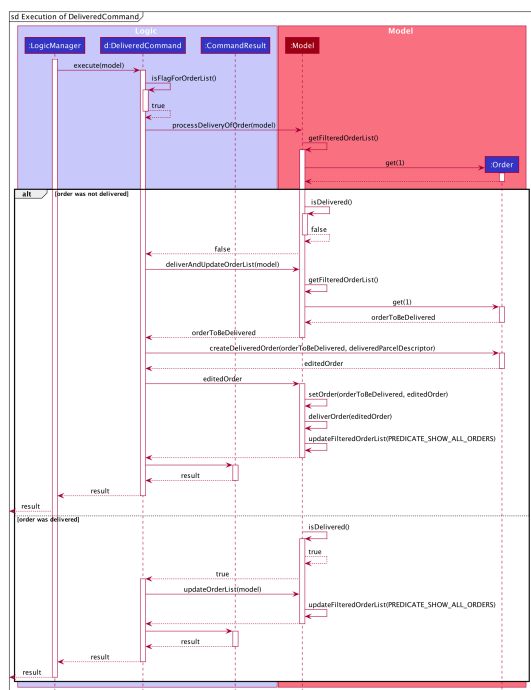 sd Execution of DeliveredCommand
Logic
Model
:LogicManager
d:DeliveredCommand
:CommandResult
:Model
execute(model)
isFlagForOrderList()
true
processDeliveryOfOrder(model)
getFilteredOrderList()
get(1)
:Order
alt
[order was not delivered]
isDelivered()
false
false
deliverAndUpdateOrderList(model)
getFilteredOrderList()
get(1)
orderToBeDelivered
orderToBeDelivered
createDeliveredOrder(orderToBeDelivered, deliveredParcelDescriptor)
editedOrder
editedOrder
setOrder(orderToBeDelivered, editedOrder)
deliverOrder(editedOrder)
updateFilteredOrderList(PREDICATE_SHOW_ALL_ORDERS)
result
result
result
[order was delivered]
isDelivered()
true
true
updateOrderList(model)
updateFilteredOrderList(PREDICATE_SHOW_ALL_ORDERS)
result
result
result